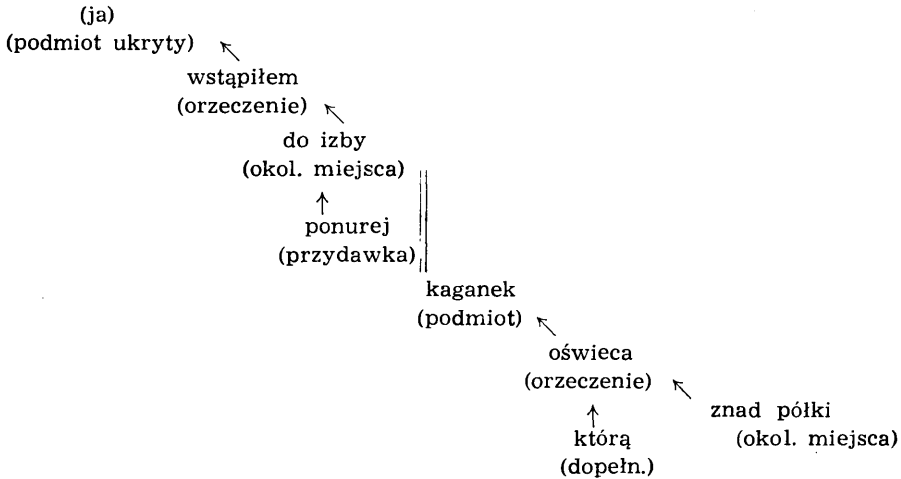 (ja)
(podmiot ukryty)
wstąpiłem
(orzeczenie)
do izby
(okol. miejsca)
ponurej
(przydawka)
kaganek
(podmiot)
oświeca
(orzeczenie)
znad półki
(okol. miejsca)
którą
(dopełn.)